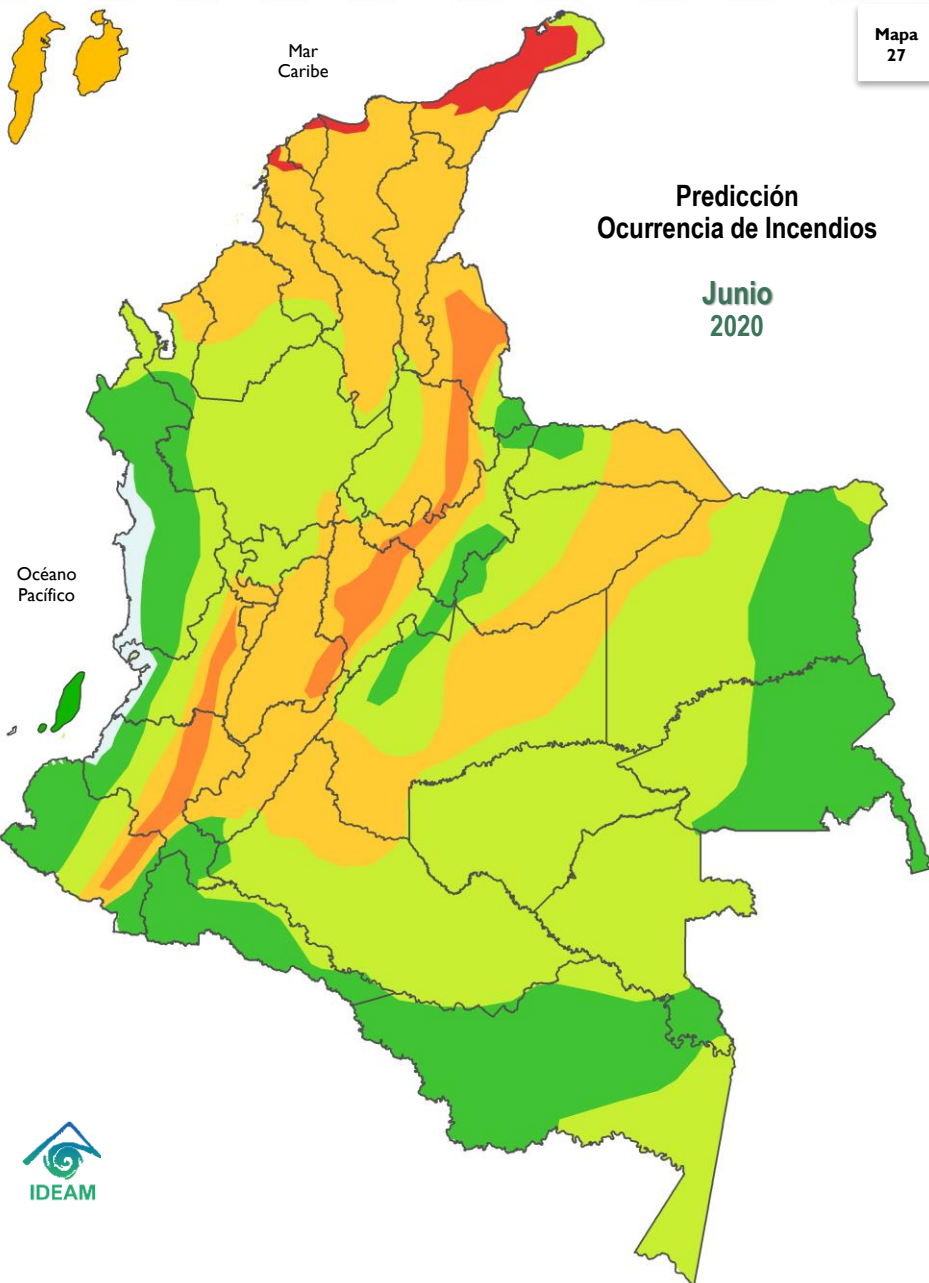 Mapa
27
Mar
Caribe
Predicción
Ocurrencia de Incendios
Junio
2020
Océano
Pacífico
IDEAM